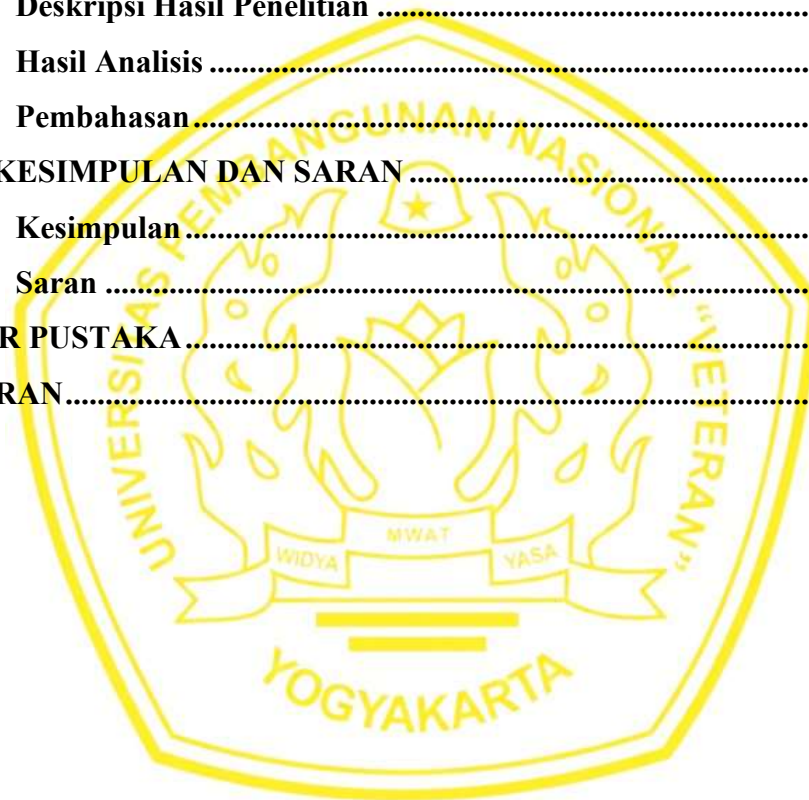 Deskripsi Hasil Penelitian ........................................................
Hasil Analisis ................................................................................
Pembahasan..................................................................................
KESIMPULAN DAN SARAN .....................................................
Kesimpulan ...................................................................................
Saran ..............................................................................................
R PUSTAKA ..................................................................................
RAN..................................................................................................
UNIVERSITAS PEMBANGUNAN NASIONAL "VETERAN"
WIDYA MWAT YASA
YOGYAKARTA